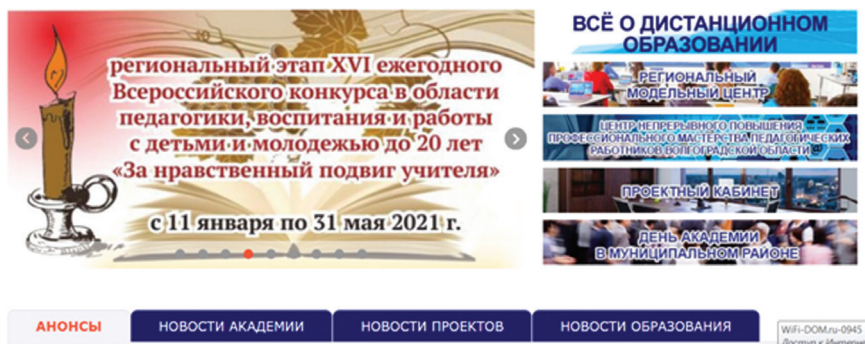 региональный этап XVI ежегодного
Всероссийского конкурса в области
педагогики, воспитания и работы
с детьми и молодежью до 20 лет
«За нравственный подвиг учителя»
с 11 января по 31 мая 2021 г.
ВСЁ О ДИСТАНЦИОННОМ
ОБРАЗОВАНИИ
РЕГИОНАЛЬНЫЙ
МОДЕЛЬНЫЙ ЦЕНТР
ЦЕНТР НЕПРЕРЫВНОГО ПОВЫШЕНИЯ
ПРОФЕССИОНАЛЬНОГО МАСТЕРСТВА ПЕДАГОГИЧЕСКИХ
РАБОТНИКОВ ВОЛГОГРАДСКОЙ ОБЛАСТИ
ПРОЕКТНЫЙ КАБИНЕТ
ДЕНЬ АКАДЕМИИ
В МУНИЦИПАЛЬНОМ РАЙОНЕ
АНОНСЫ
НОВОСТИ АКАДЕМИИ
НОВОСТИ ПРОЕКТОВ
НОВОСТИ ОБРАЗОВАНИЯ
WiFi-DOM.ru-0945
Доступ к